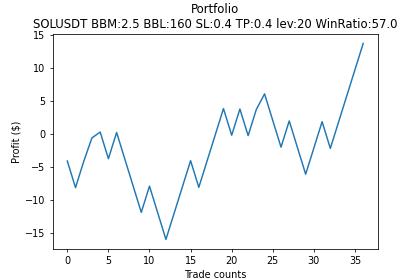 Portfolio
SOLUSDT BBM:2.5 BBL:160 SL:0.4 TP:0.4 lev:20 WinRatio:57.0
15
10
5
0
−5
−10
−15
Profit ($)
0 5 10 15 20 25 30 35
Trade counts